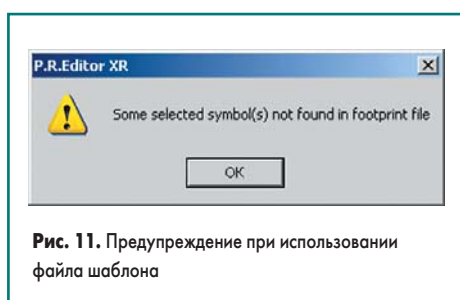 P.R.Editor XR
Some selected symbol(s) not found in footprint file
OK
Рис. 11. Предупреждение при использовании
файла шаблона